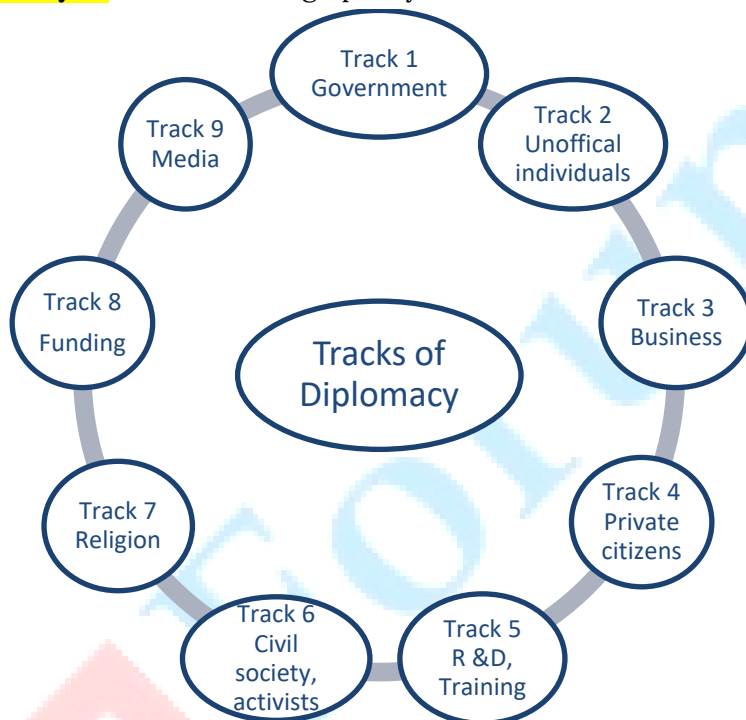 Track 1
Government
Track 2
Unoffical
individuals
Track 3
Business
Track 4
Private
citizens
Track 5
R &D,
Training
Track 6
Civil
society,
activists
Track 7
Religion
Track 8
Funding
Track 9
Media
Tracks of
Diplomacy